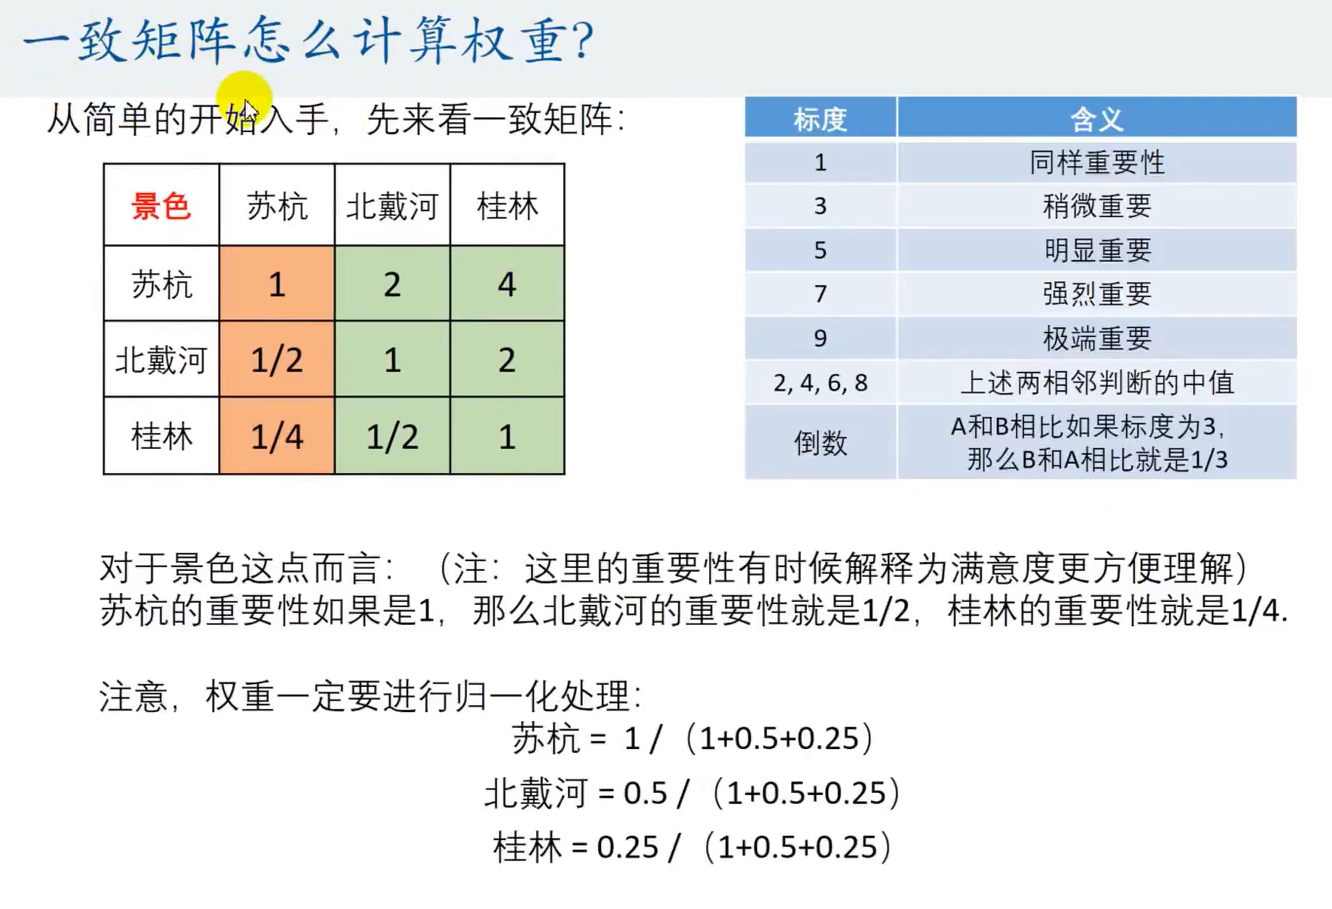 一致矩阵怎么计算权重?
从简单的开始入手，先来看一致矩阵：
景色 苏杭 北戴河 桂林
苏杭 1 2 4
北戴河 1/2 1 2
桂林 1/4 1/2 1
标度 含义
1 同样重要性
3 稍微重要
5 明显重要
7 强烈重要
9 极端重要
2, 4, 6, 8 上述两相邻判断的中值
倒数 A和B相比如果标度为3，
那么B和A相比就是1/3
对于景色这点而言：（注：这里的重要性有时候解释为满意度更方便理解）
苏杭的重要性如果是1，那么北戴河的重要性就是1/2，桂林的重要性就是1/4.
注意，权重一定要进行归一化处理：
苏杭 = 1 /（1+0.5+0.25）
北戴河 = 0.5 /（1+0.5+0.25）
桂林 = 0.25 /（1+0.5+0.25）